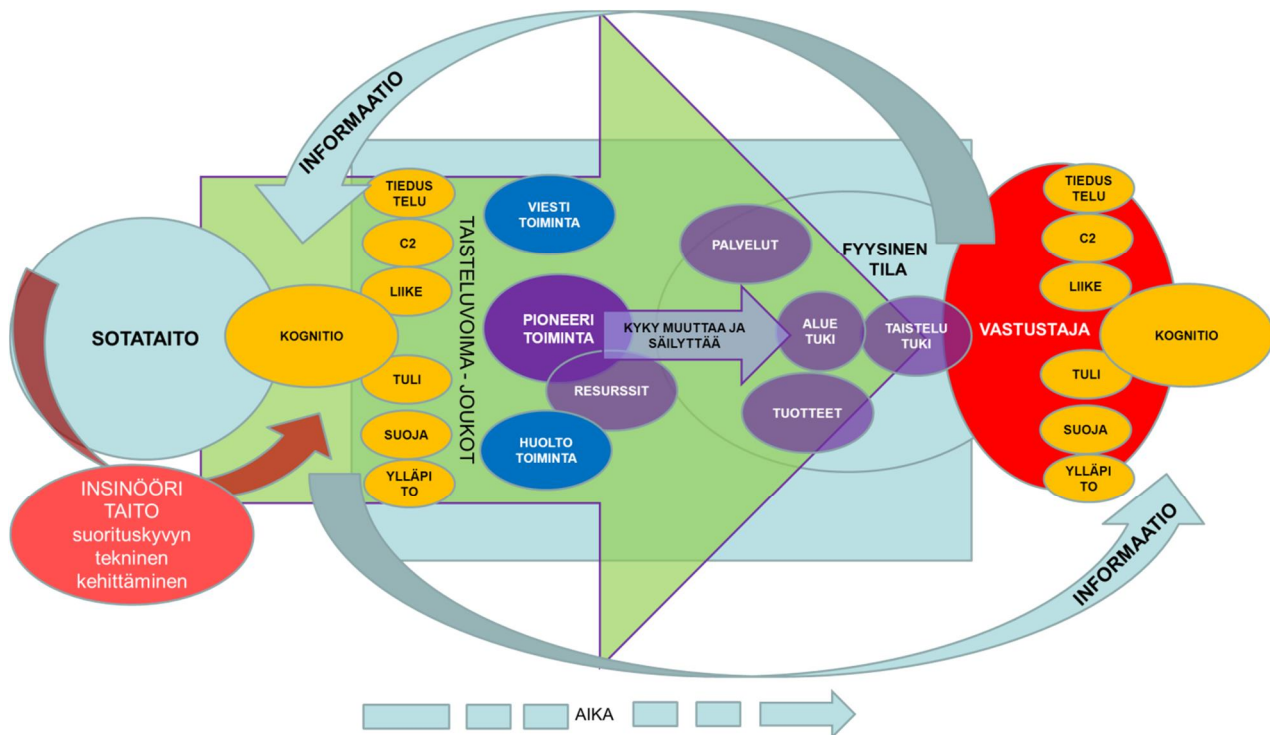 INFORMAATIO
SOTATAITO
KOGNITIO
INSINÖÖRI
TAITO
suorituskyvyn
tekninen
kehittäminen
TIEDUS
TELU
C2
LIIKE
TULI
SUOJA
YLLÄPI
TO
TAISTELUVOIMA - JOUKOT
VIESTI
TOIMINTA
PIONEERI
TOIMINTA
RESURSSIT
HUOLTO
TOIMINTA
KYKY MUUTTAA JA
SÄILYTTÄÄ
PALVELUT
ALUE
TUKI
TUOTTEET
FYYSINEN
TILA
TAISTELU
TUKI
VASTUSTAJA
TIEDUS
TELU
C2
LIIKE
TULI
SUOJA
YLLÄPI
TO
KOGNITIO
INFORMAATIO
AIKA